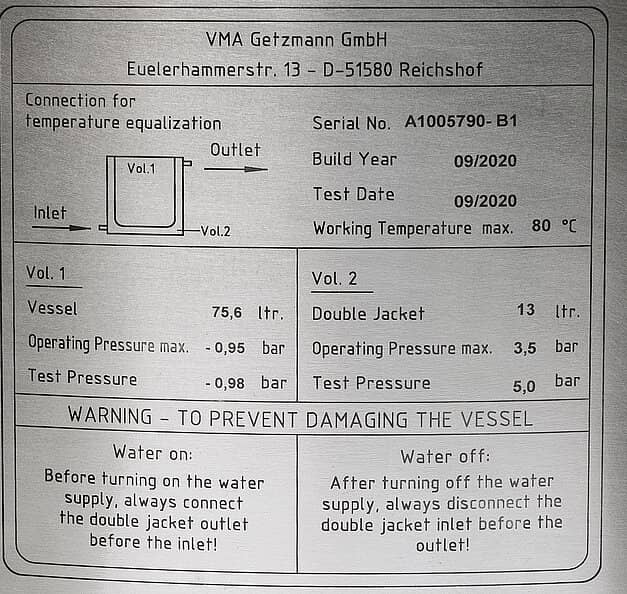 VMA Getzmann GmbH
Euelerhammerstr. 13 - D-51580 Reichshof
Connection for
temperature equalization
Outlet
Vol.1
Inlet
Vol.2
Serial No. A1005790-B1
Build Year 09/2020
Test Date 09/2020
Working Temperature max. 80 °C
Vol. 1
Vessel 75,6 ltr.
Operating Pressure max. -0,95 bar
Test Pressure -0,98 bar
Vol. 2
Double Jacket 13 ltr.
Operating Pressure max. 3,5 bar
Test Pressure 5,0 bar
WARNING - TO PREVENT DAMAGING THE VESSEL
Water on:
Before turning on the water
supply, always connect
the double jacket outlet
before the inlet!
Water off:
After turning off the water
supply, always disconnect the
double jacket inlet before the
outlet!